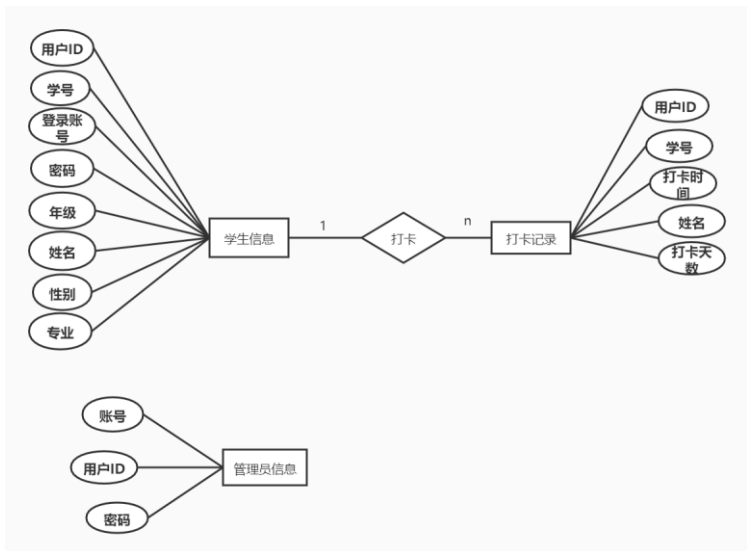 用户ID
学号
登录账
号
密码
年级
姓名
性别
专业
学生信息
1
打卡
n
打卡记录
用户ID
学号
打卡时
间
姓名
打卡天
数
账号
用户ID
密码
管理员信息